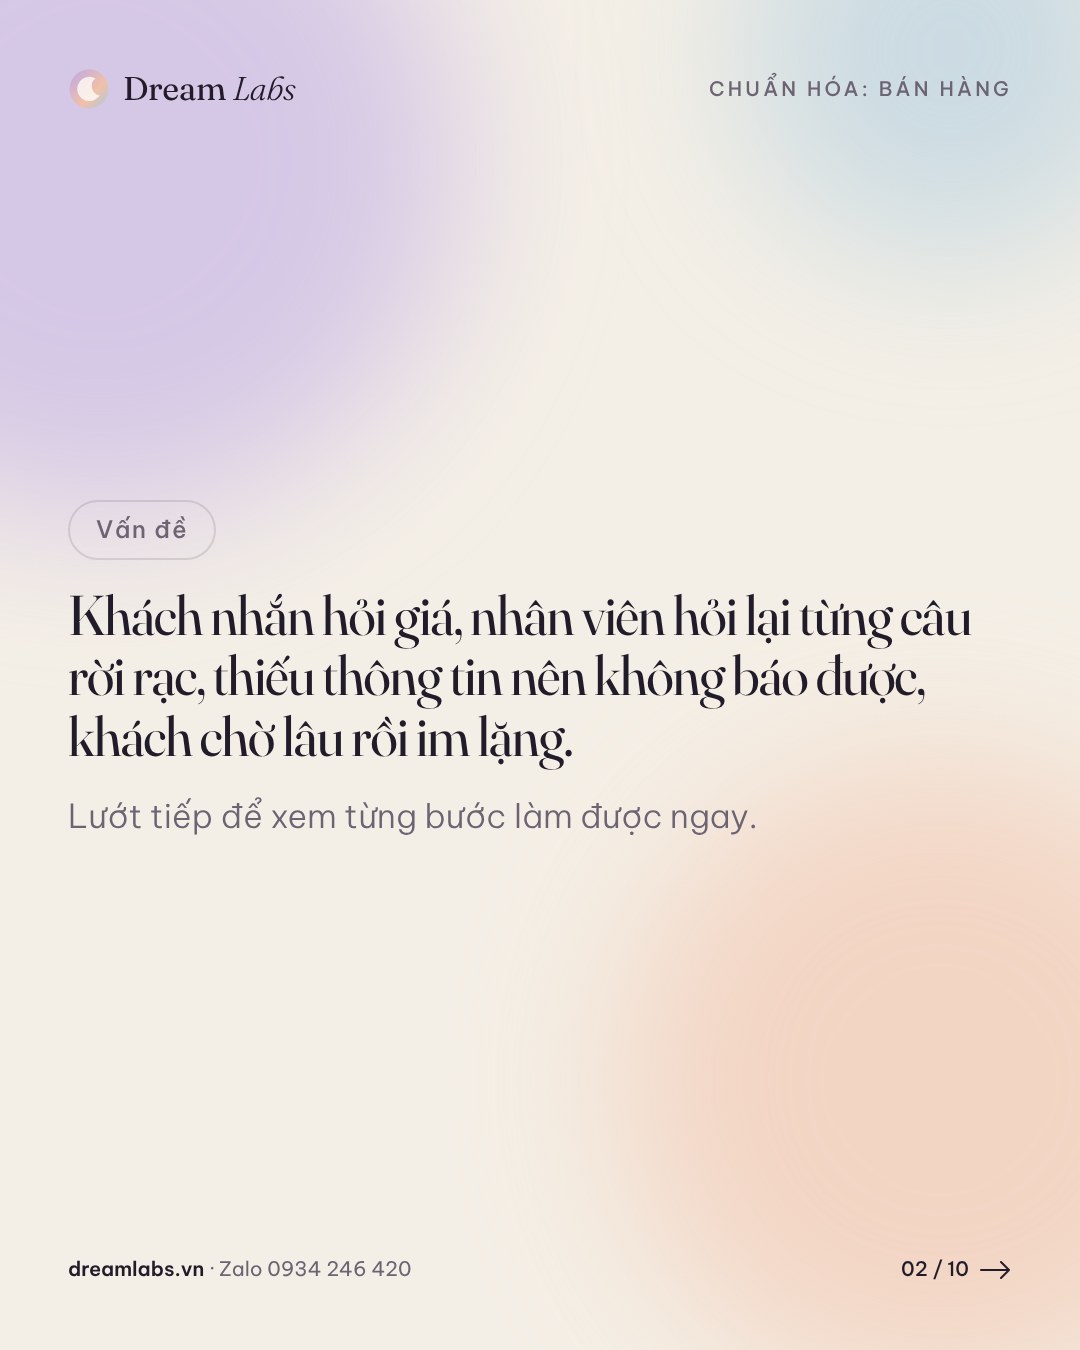 Dream Labs
CHUẨN HÓA: BÁN HÀNG
Vấn đề
Khách nhắn hỏi giá, nhân viên hỏi lại từng câu
rời rạc, thiếu thông tin nên không báo được,
khách chờ lâu rồi im lặng.
Lướt tiếp để xem từng bước làm được ngay.
dreamlabs.vn · Zalo 0934 246 420
02 / 10 →